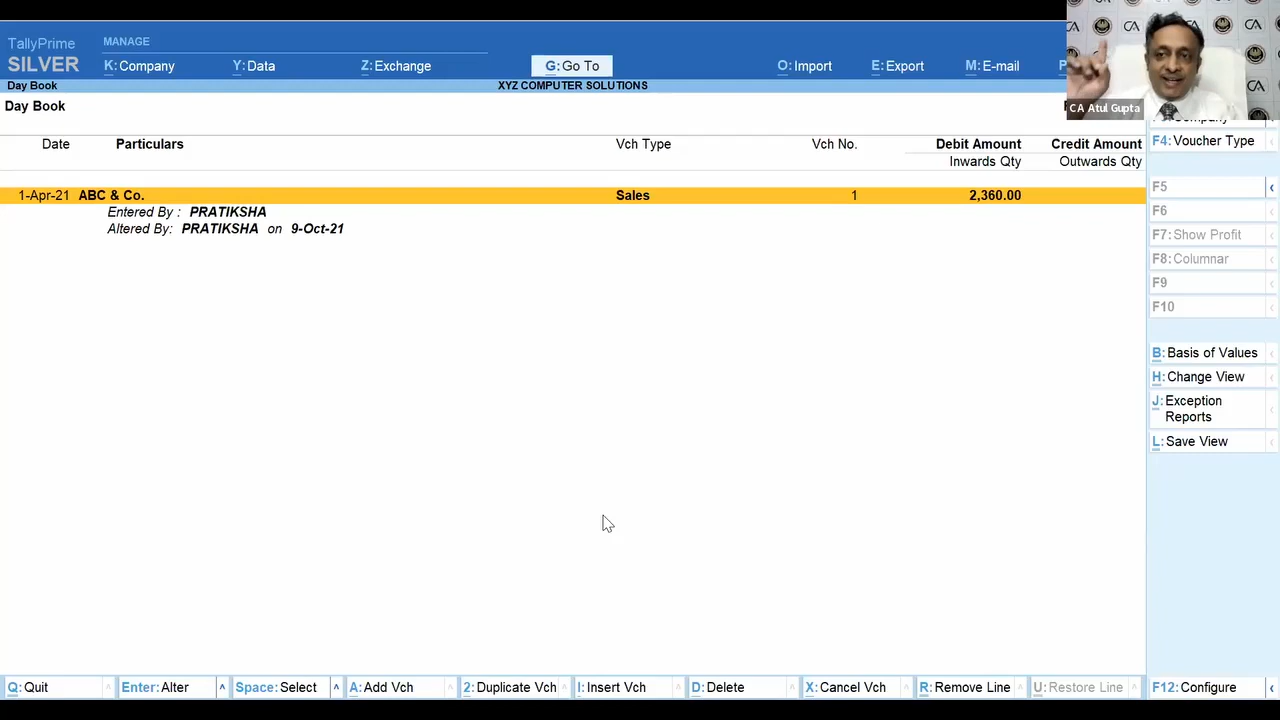 TallyPrime MANAGE
SILVER K: Company Y: Data Z: Exchange G: Go To O: Import E: Export M: E-mail P
Day Book XYZ COMPUTER SOLUTIONS
Day Book
CA Atul Gupta
Date Particulars Vch Type Vch No. Debit Amount Credit Amount
Inwards Qty Outwards Qty
1-Apr-21 ABC & Co. Sales 1 2,360.00
Entered By : PRATIKSHA
Altered By: PRATIKSHA on 9-Oct-21
Company
F4: Voucher Type
F5
F6
F7: Show Profit
F8: Columnar
F9
F10
B: Basis of Values
H: Change View
J: Exception
Reports
L: Save View
Q: Quit Enter: Alter Space: Select A: Add Vch 2: Duplicate Vch I: Insert Vch D: Delete X: Cancel Vch R: Remove Line U: Restore Line F12: Configure